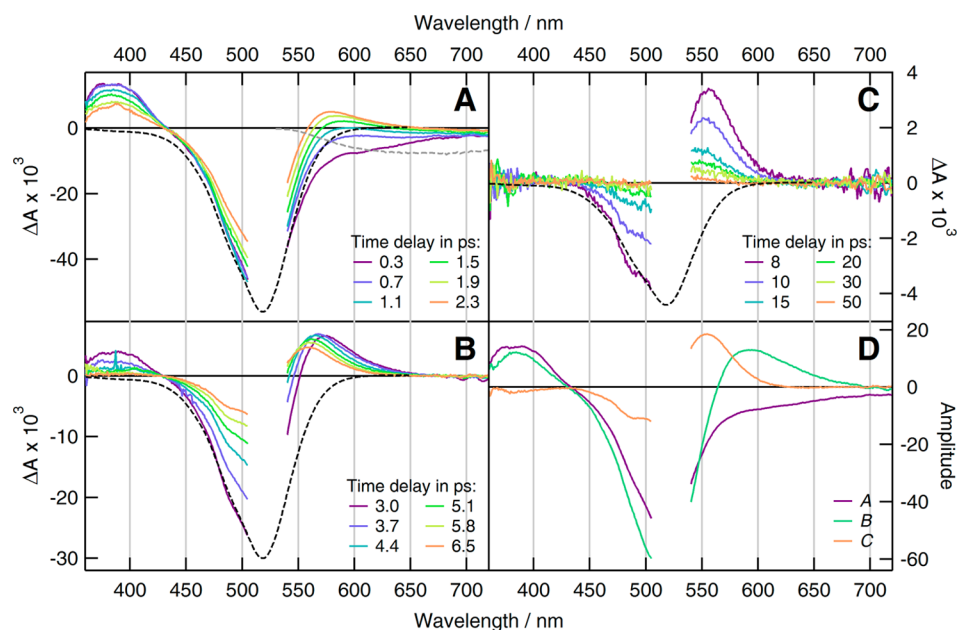 Wavelength / nm
400 450 500 550 600 650 700 400 450 500 550 600 650 700
A
C
0
-20
-40
ΔA x 10³
4
2
0
-2
-4
ΔA x 10³
Time delay in ps:
0.3 1.5
0.7 1.9
1.1 2.3
Time delay in ps:
8 20
10 30
15 50
B
D
0
-10
-20
-30
ΔA x 10³
20
0
-20
-40
-60
Amplitude
Time delay in ps:
3.0 5.1
3.7 5.8
4.4 6.5
A
B
C
400 450 500 550 600 650 700 400 450 500 550 600 650 700
Wavelength / nm